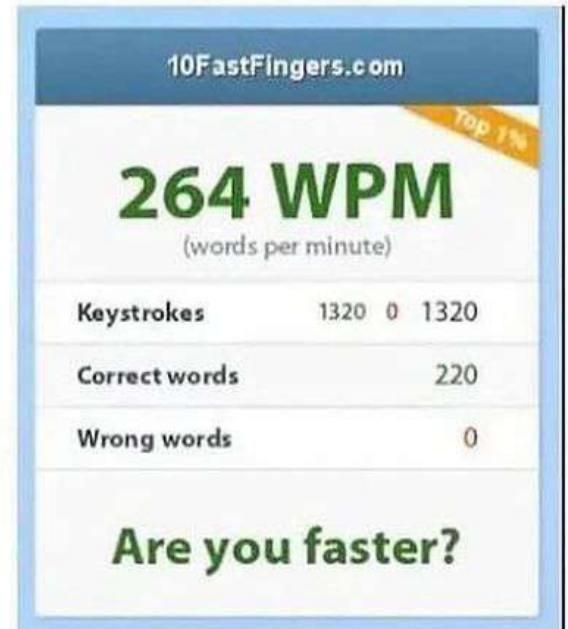 10FastFingers.com
Top 1%
264 WPM
(words per minute)
Keystrokes 1320 0 1320
Correct words 220
Wrong words 0
Are you faster?